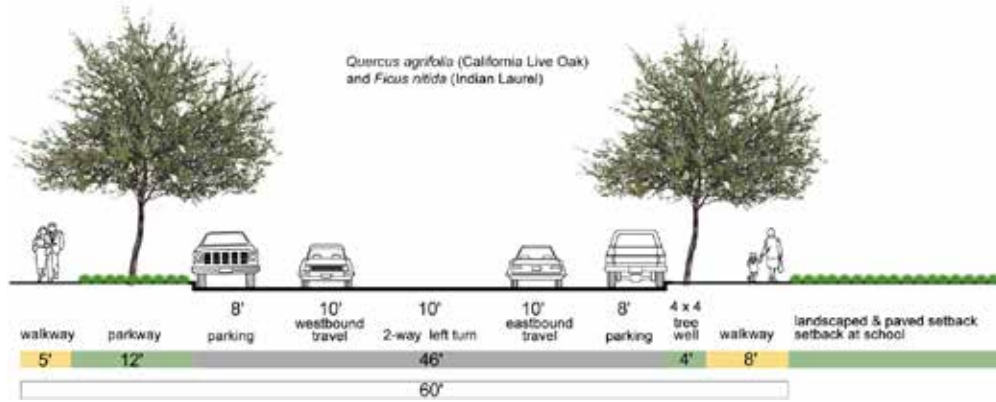 Quercus agrifolia (California Live Oak)
and Ficus nitida (Indian Laurel)
8' 10' 10' 10' 8' 4 x 4
walkway parkway parking westbound travel 2-way left turn eastbound travel parking tree well walkway landscaped & paved setback
setback at school
5' 12' 46' 4' 8'
60'